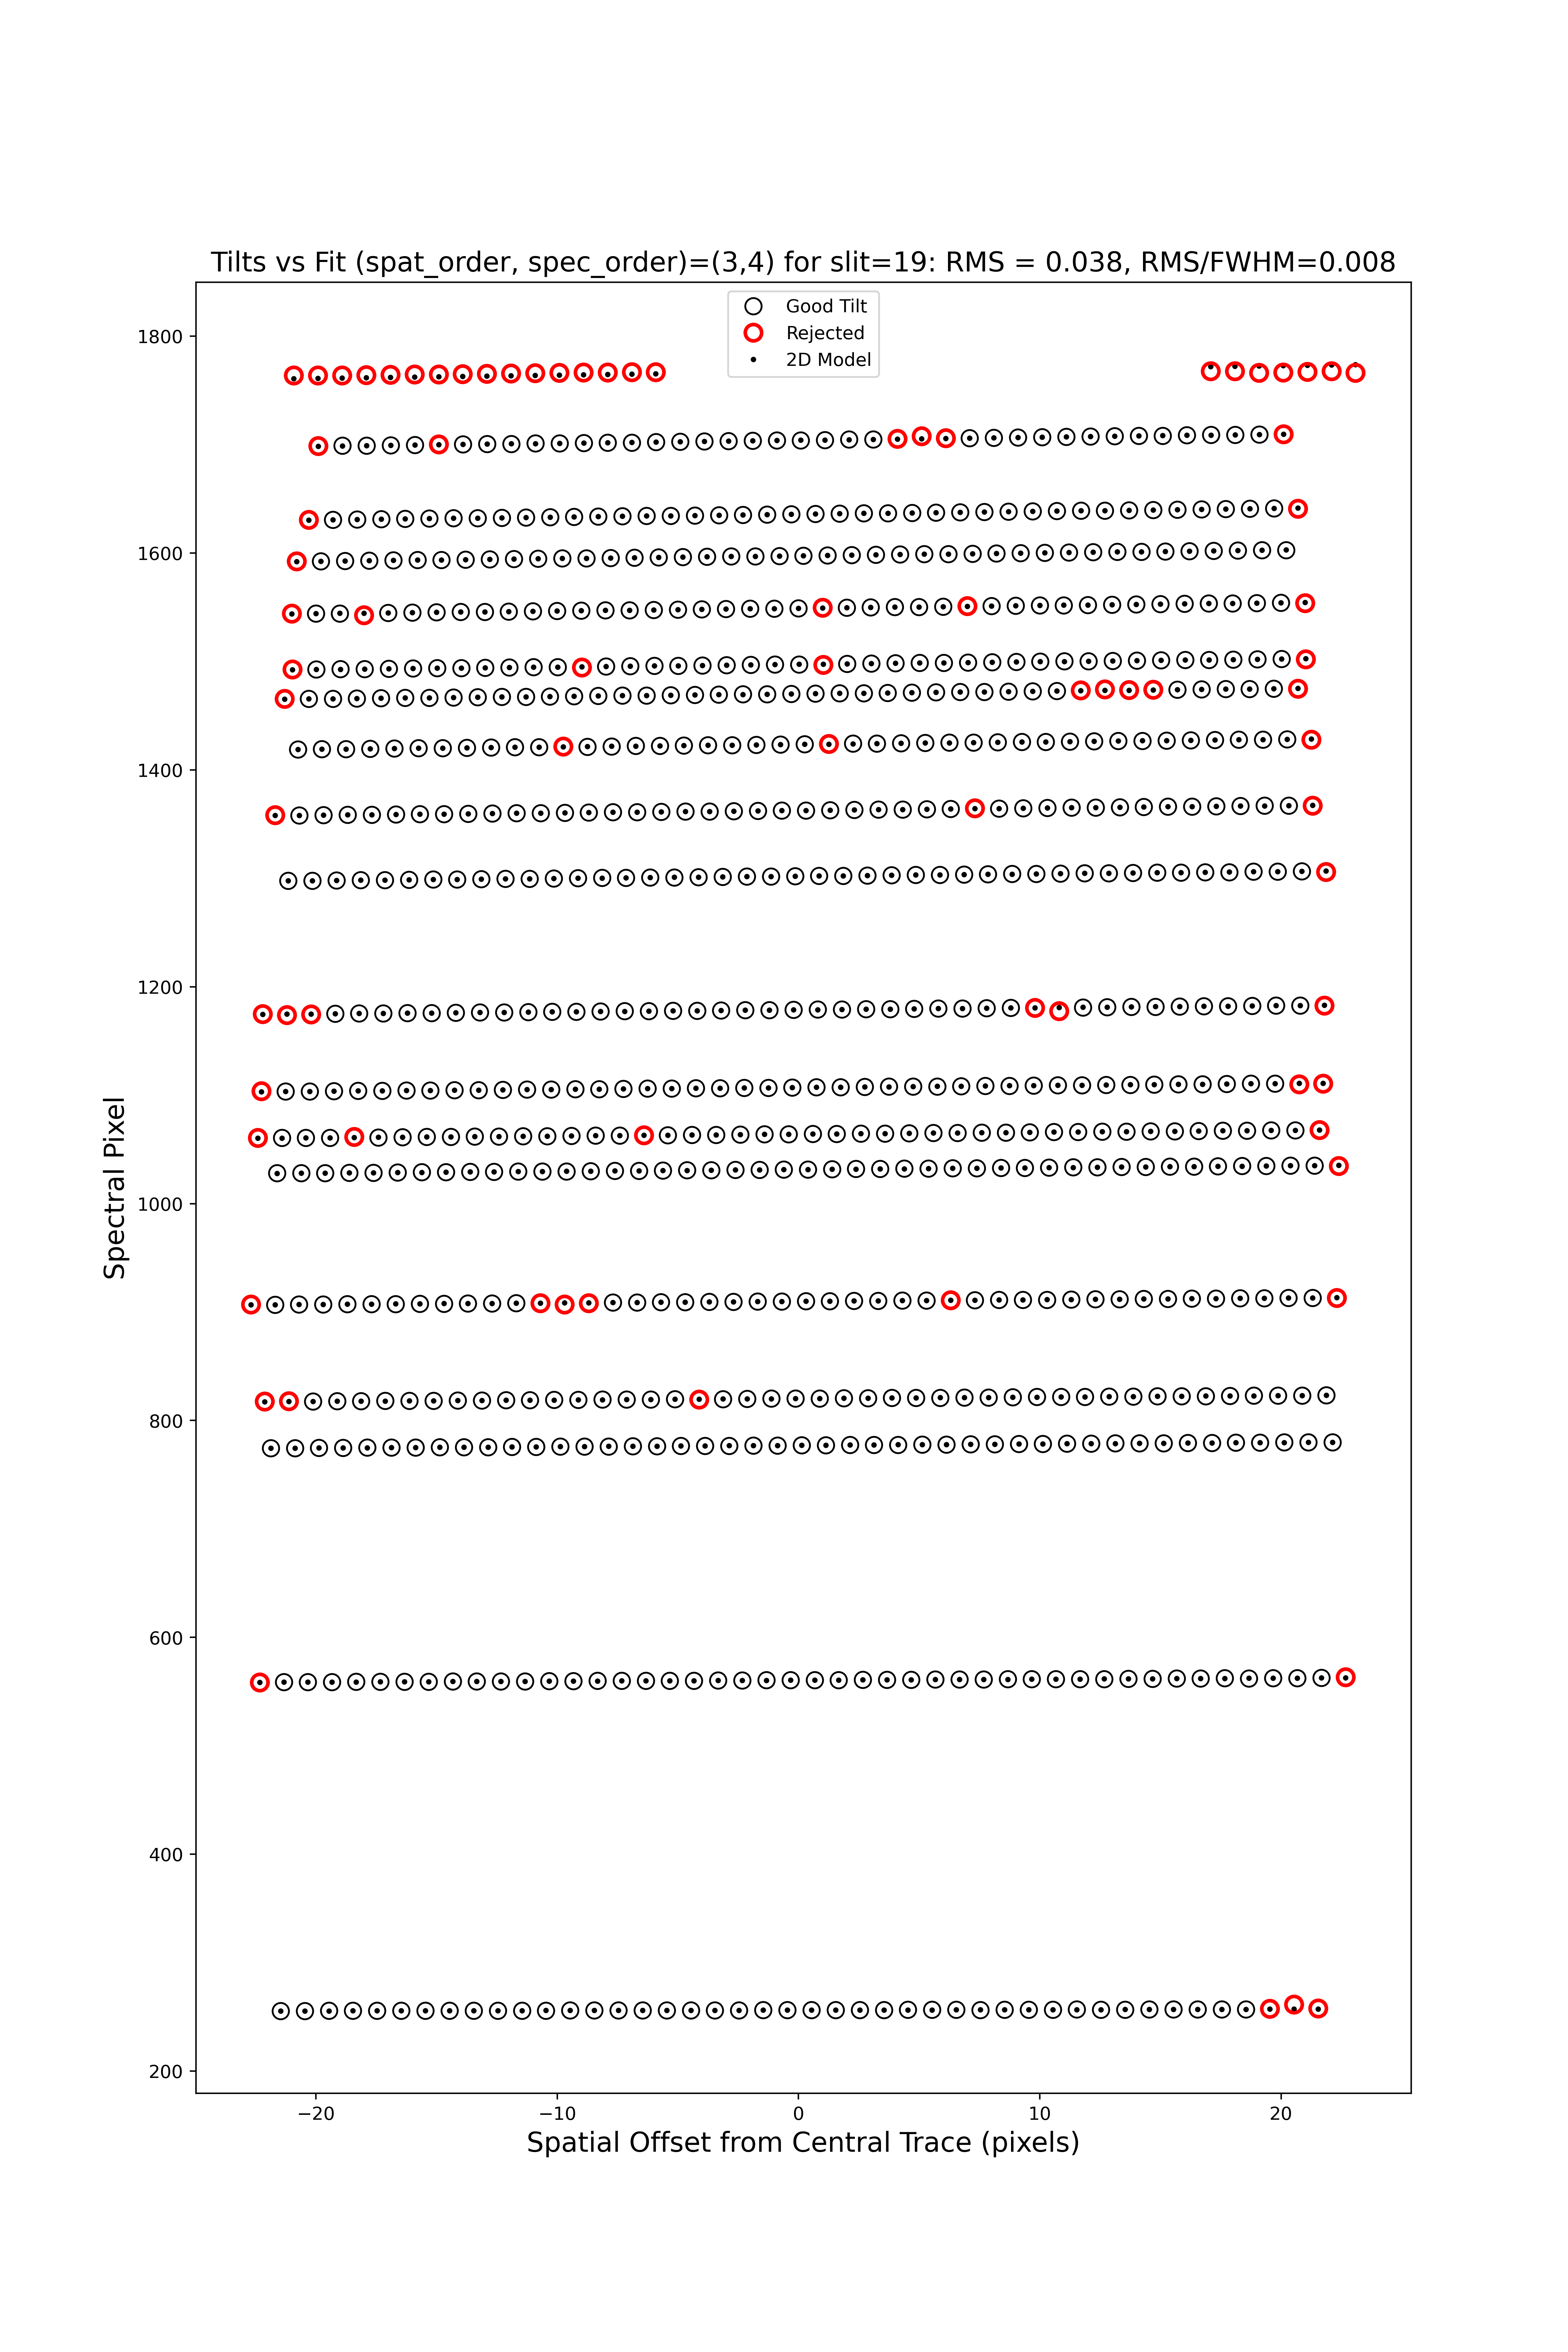 Tilts vs Fit (spat_order, spec_order)=(3,4) for slit=19: RMS = 0.038, RMS/FWHM=0.008
Good Tilt
Rejected
2D Model
1800
1600
1400
1200
1000
800
600
400
200
Spectral Pixel
−20
−10
0
10
20
Spatial Offset from Central Trace (pixels)